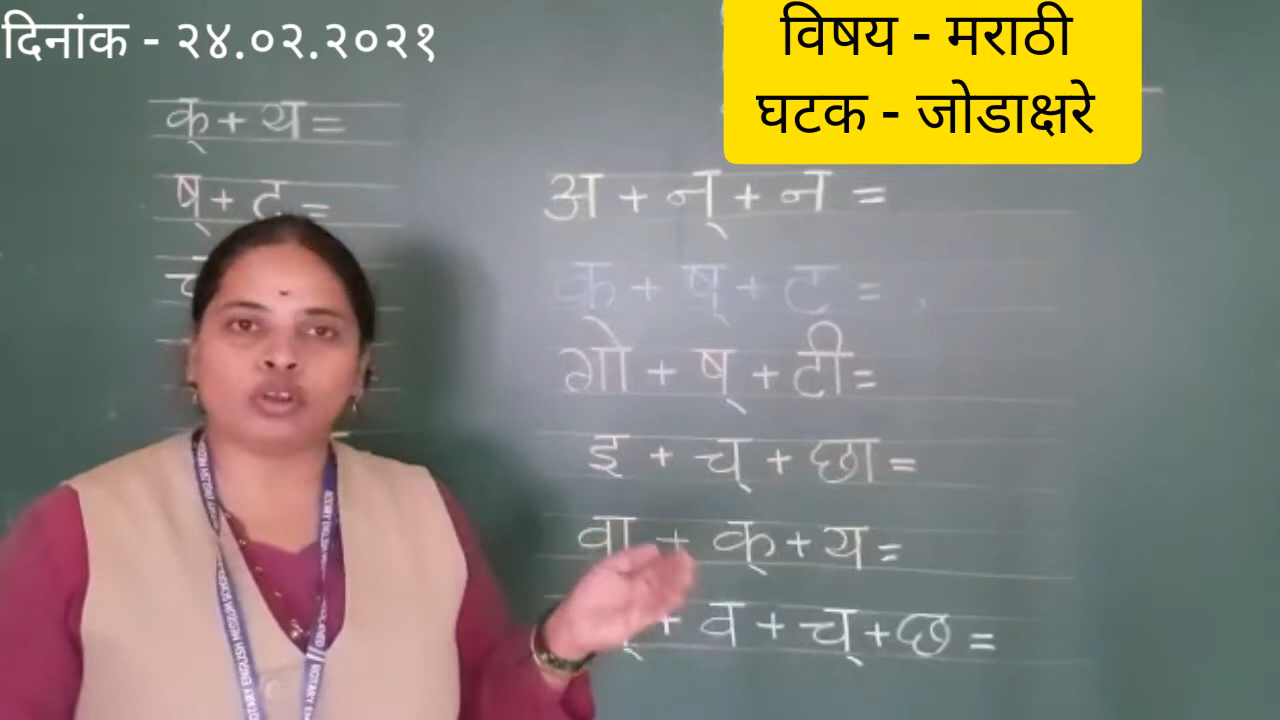 दिनांक - २४.०२.२०२१
विषय - मराठी
घटक - जोडाक्षरे
क् + य =
ष् + ट =
अ + न् + न =
क + ष् + ट =
गो + ष् + टी =
इ + च् + छा =
वा + क् + य =
+ व + च् + छ =